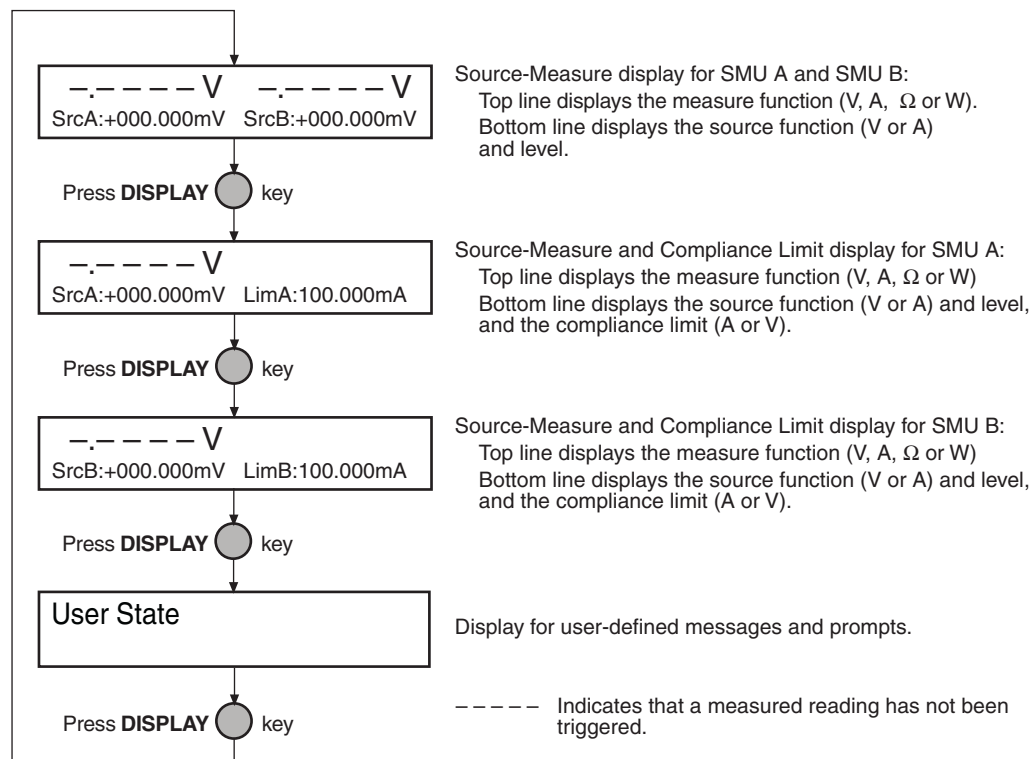 –.– – – – V –.– – – – V
SrcA:+000.000mV SrcB:+000.000mV
Source-Measure display for SMU A and SMU B:
Top line displays the measure function (V, A, Ω or W).
Bottom line displays the source function (V or A)
and level.
Press DISPLAY key
–.– – – – V
SrcA:+000.000mV LimA:100.000mA
Source-Measure and Compliance Limit display for SMU A:
Top line displays the measure function (V, A, Ω or W)
Bottom line displays the source function (V or A) and level,
and the compliance limit (A or V).
Press DISPLAY key
–.– – – – V
SrcB:+000.000mV LimB:100.000mA
Source-Measure and Compliance Limit display for SMU B:
Top line displays the measure function (V, A, Ω or W)
Bottom line displays the source function (V or A) and level,
and the compliance limit (A or V).
Press DISPLAY key
User State
Display for user-defined messages and prompts.
Press DISPLAY key
– – – – – Indicates that a measured reading has not been
triggered.